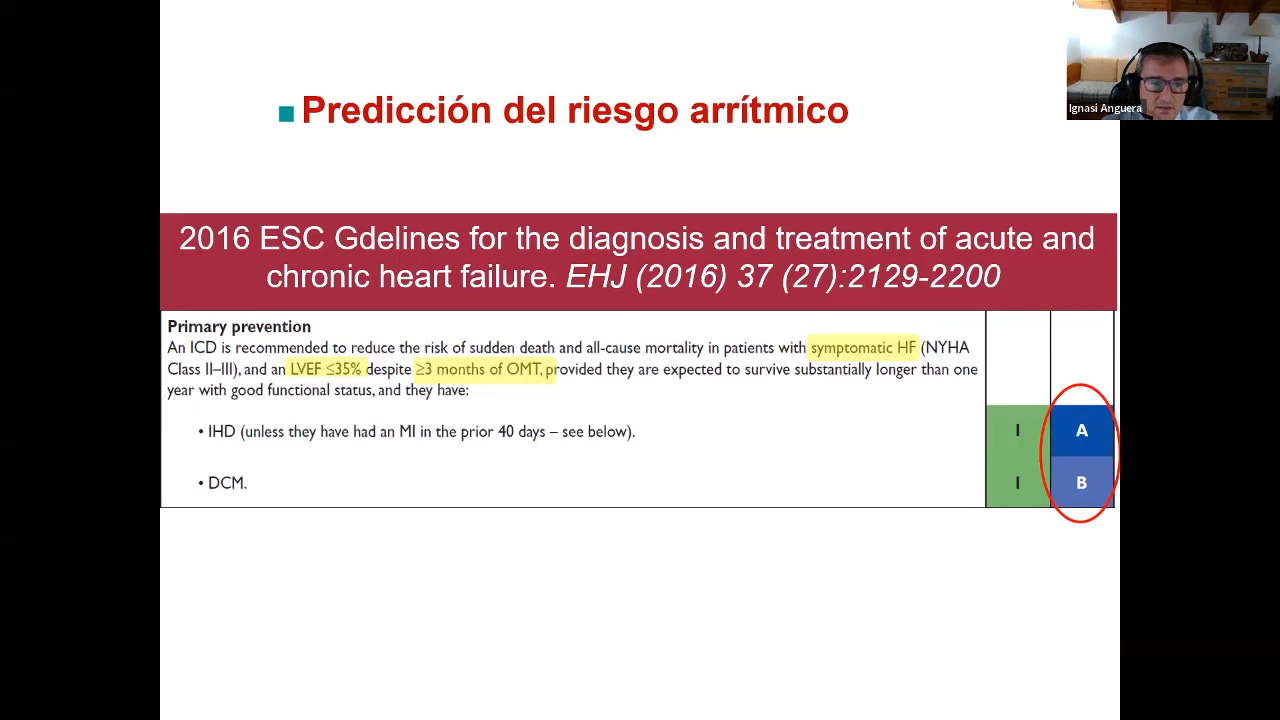 Predicción del riesgo arrítmico
Ignasi Anguera
2016 ESC Gdelines for the diagnosis and treatment of acute and
chronic heart failure. EHJ (2016) 37 (27):2129-2200
Primary prevention
An ICD is recommended to reduce the risk of sudden death and all-cause mortality in patients with symptomatic HF (NYHA
Class II–III), and an LVEF ≤35% despite ≥3 months of OMT, provided they are expected to survive substantially longer than one
year with good functional status, and they have:
• IHD (unless they have had an MI in the prior 40 days – see below).
I
A
• DCM.
I
B